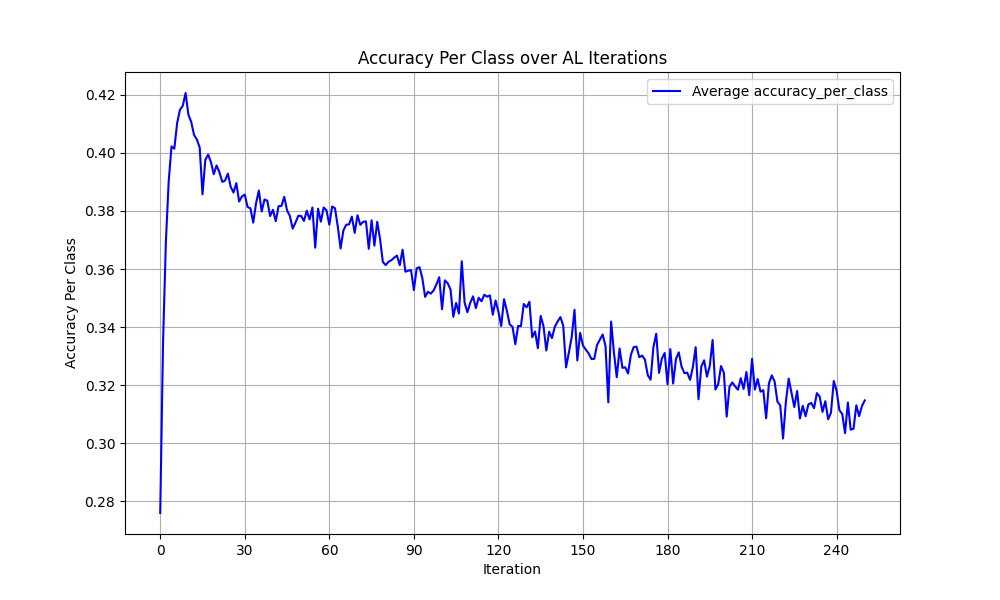 Accuracy Per Class over AL Iterations
Average accuracy_per_class
Accuracy Per Class
0.42
0.40
0.38
0.36
0.34
0.32
0.30
0.28
0 30 60 90 120 150 180 210 240
Iteration